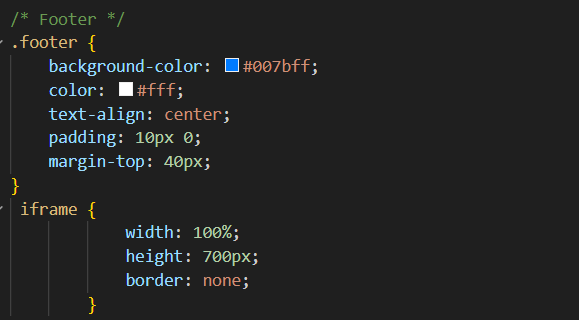 /* Footer */
.footer {
    background-color: #007bff;
    color: #fff;
    text-align: center;
    padding: 10px 0;
    margin-top: 40px;
}
 iframe {
            width: 100%;
            height: 700px;
            border: none;
        }